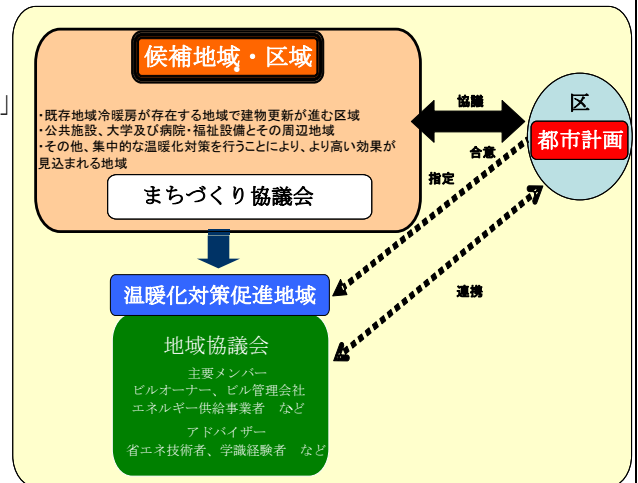 候補地域・区域
」
・既存地域冷暖房が存在する地域で建物更新が進む区域
・公共施設、大学及び病院・福祉設備とその周辺地域
・その他、集中的な温暖化対策を行うことにより、より高い効果が
見込まれる地域
まちづくり協議会
協議
合意
区
都市計画
指定
連携
温暖化対策促進地域
地域協議会
主要メンバー
ビルオーナー、ビル管理会社
エネルギー供給事業者　など
アドバイザー
省エネ技術者、学識経験者　など